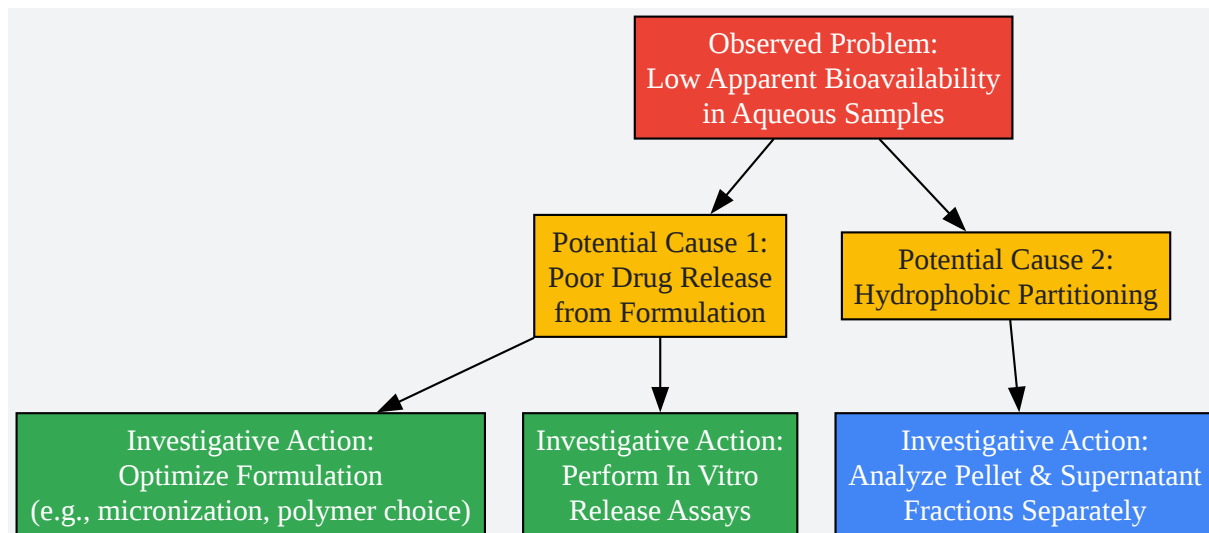 Observed Problem:
Low Apparent Bioavailability
in Aqueous Samples
Potential Cause 1:
Poor Drug Release
from Formulation
Potential Cause 2:
Hydrophobic Partitioning
Investigative Action:
Optimize Formulation
(e.g., micronization, polymer choice)
Investigative Action:
Perform In Vitro
Release Assays
Investigative Action:
Analyze Pellet & Supernatant
Fractions Separately